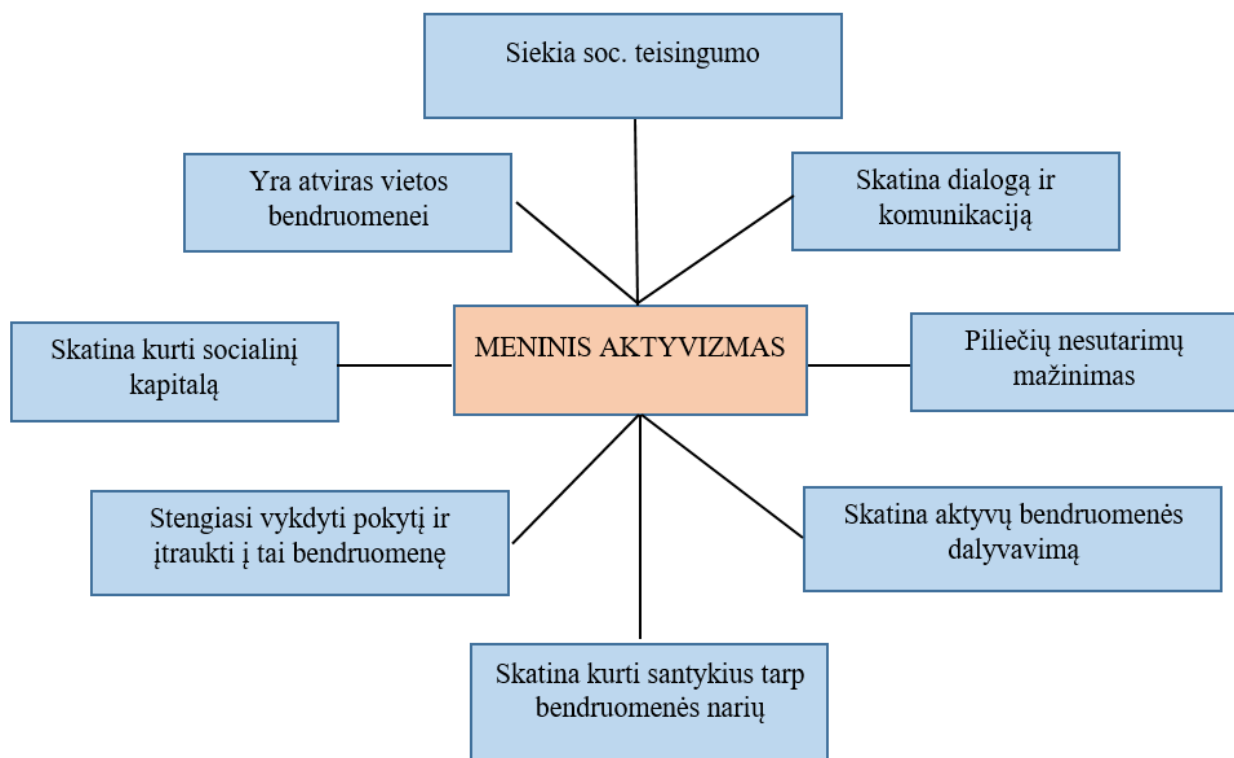 Siekia soc. teisingumo
Yra atviras vietos
bendruomenei
Skatina dialogą ir
komunikaciją
Skatina kurti socialinį
kapitalą
MENINIS AKTYVIZMAS
Piliečių nesutarimų
mažinimas
Stengiasi vykdyti pokytį ir
įtraukti į tai bendruomenę
Skatina aktyvų bendruomenės
dalyvavimą
Skatina kurti santykius tarp
bendruomenės narių